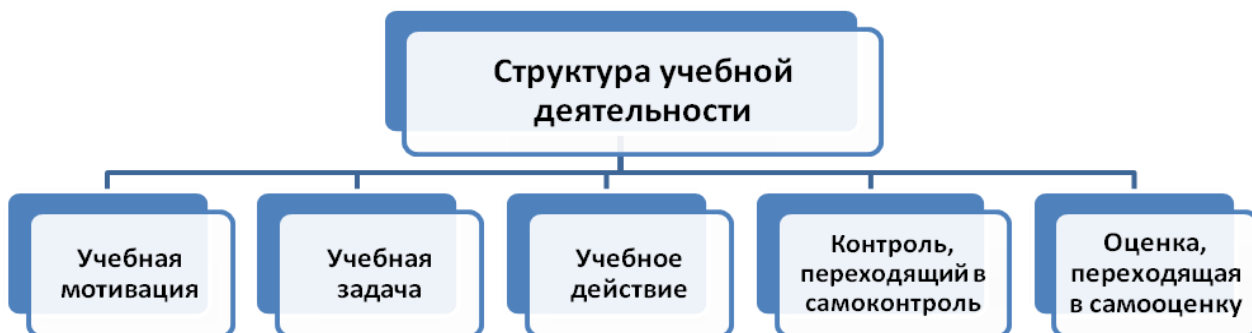 Структура учебной
деятельности
Учебная
мотивация
Учебная
задача
Учебное
действие
Контроль,
переходящий в
самоконтроль
Оценка,
переходящая
в самооценку